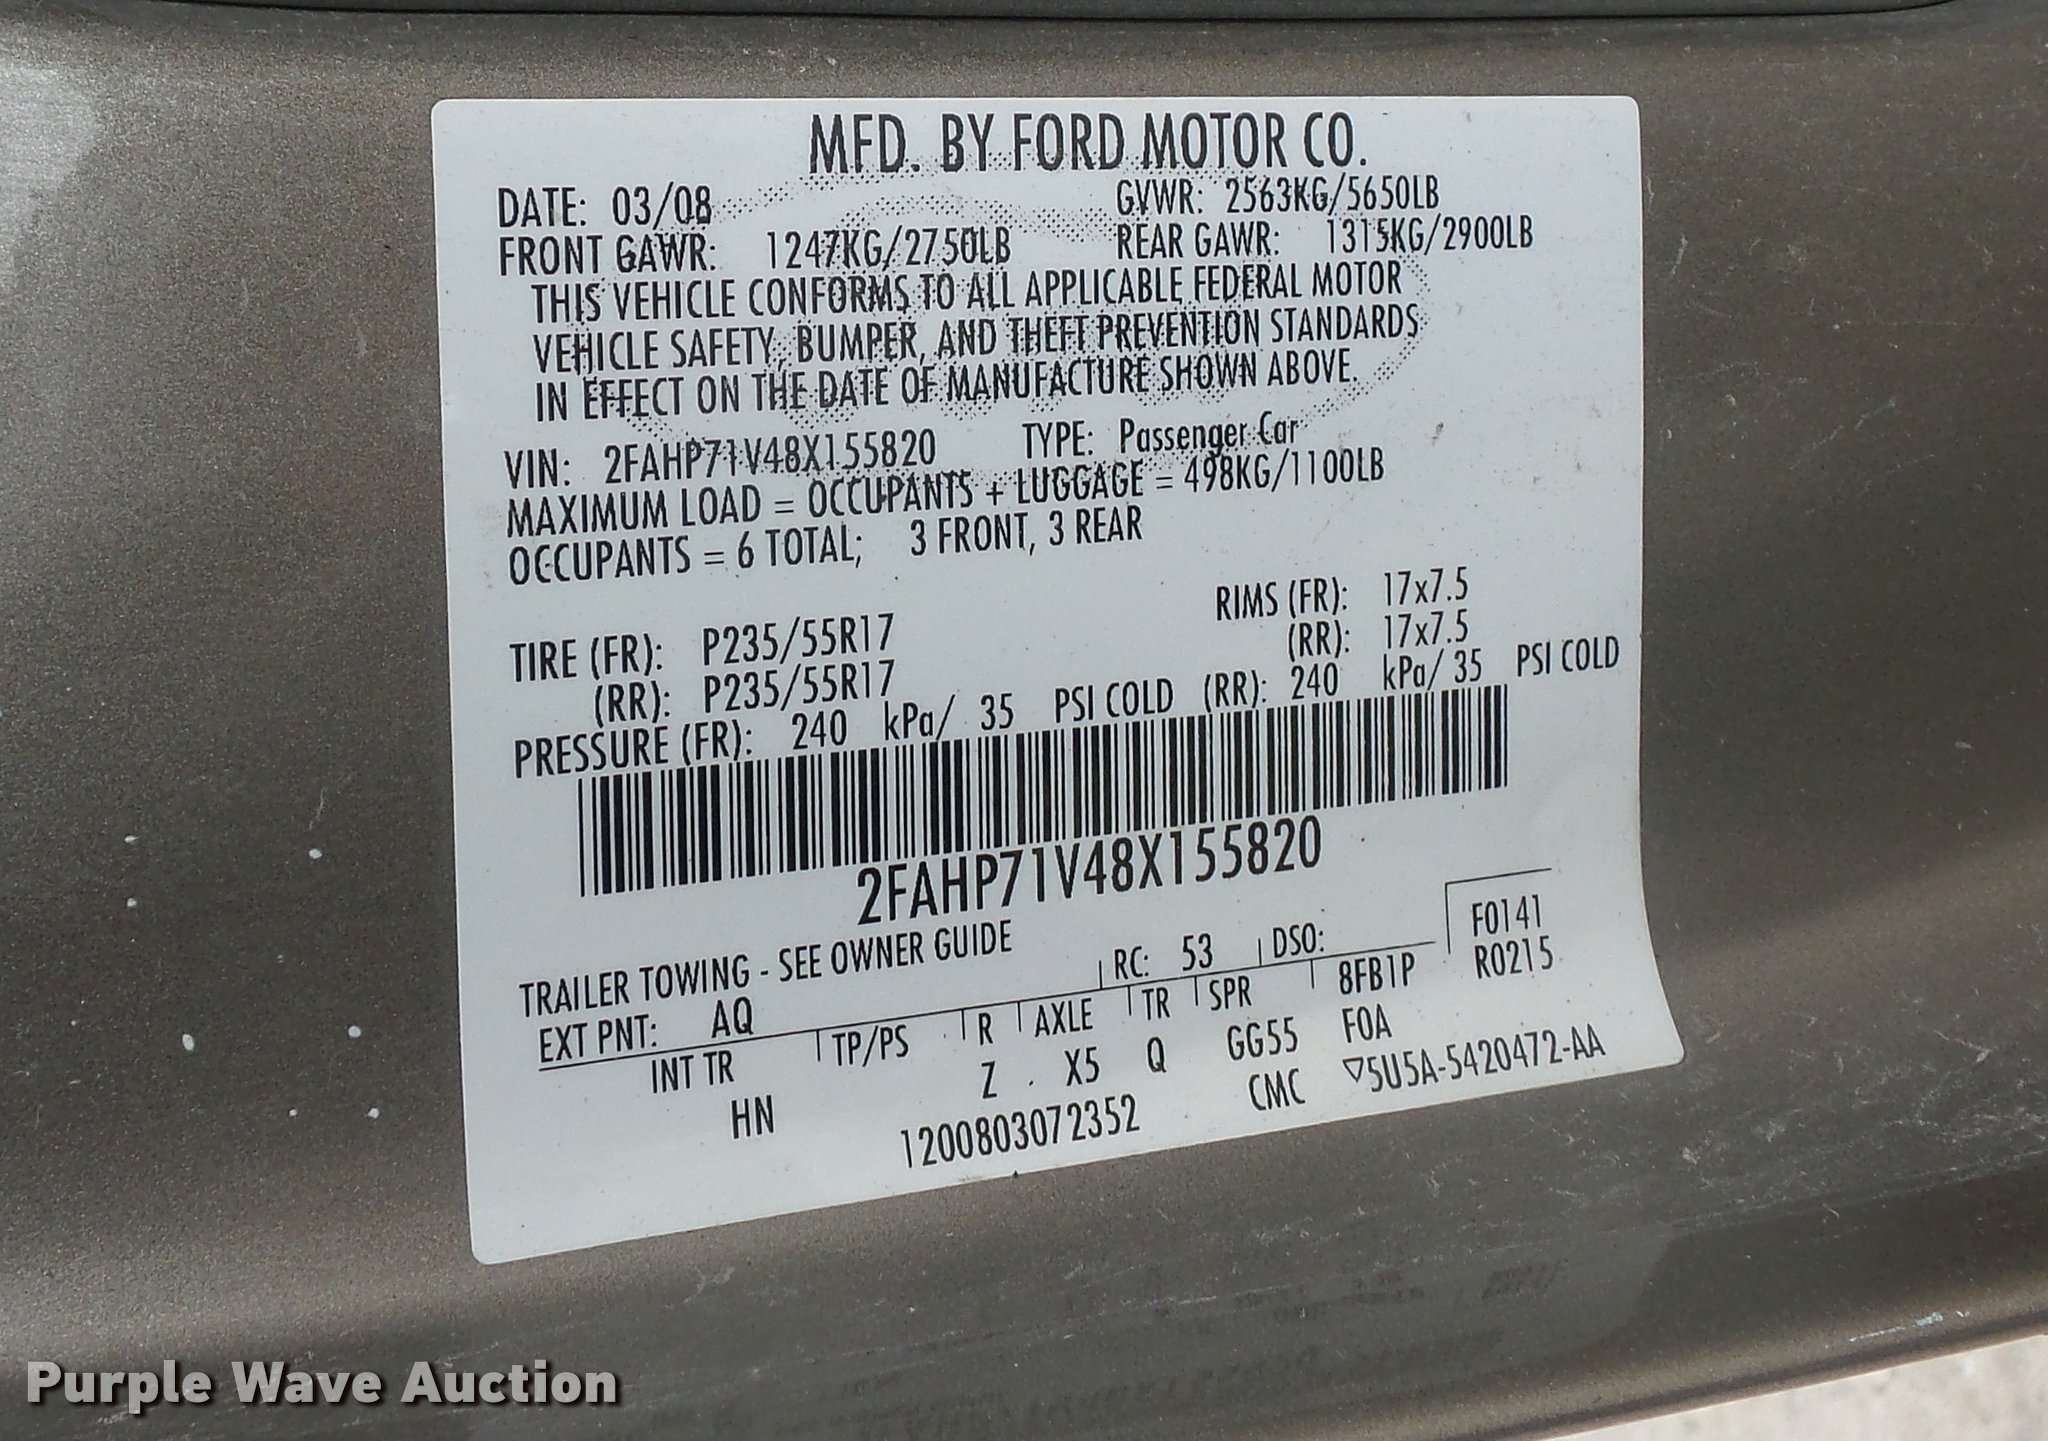 MFD. BY FORD MOTOR CO.
DATE: 03/08 GVWR: 2563KG/5650LB
FRONT GAWR: 1247KG/2750LB REAR GAWR: 1315KG/2900LB
THIS VEHICLE CONFORMS TO ALL APPLICABLE FEDERAL MOTOR
VEHICLE SAFETY, BUMPER, AND THEFT PREVENTION STANDARDS
IN EFFECT ON THE DATE OF MANUFACTURE SHOWN ABOVE.
VIN: 2FAHP71V48X155820 TYPE: Passenger Car
MAXIMUM LOAD = OCCUPANTS + LUGGAGE = 498KG/1100LB
OCCUPANTS = 6 TOTAL; 3 FRONT, 3 REAR
RIMS (FR): 17x7.5
TIRE (FR): P235/55R17 (RR): 17x7.5
(RR): P235/55R17
PRESSURE (FR): 240 kPa/ 35 PSI COLD (RR): 240 kPa/ 35 PSI COLD
2FAHP71V48X155820
TRAILER TOWING - SEE OWNER GUIDE
F0141
EXT PNT: AQ RC: 53 DSO: R0215
INT TR TP/PS R AXLE TR SPR 8FB1P
HN Z X5 Q GG55 FOA
1200803072352 CMC ▽5U5A-5420472-AA
Purple Wave Auction